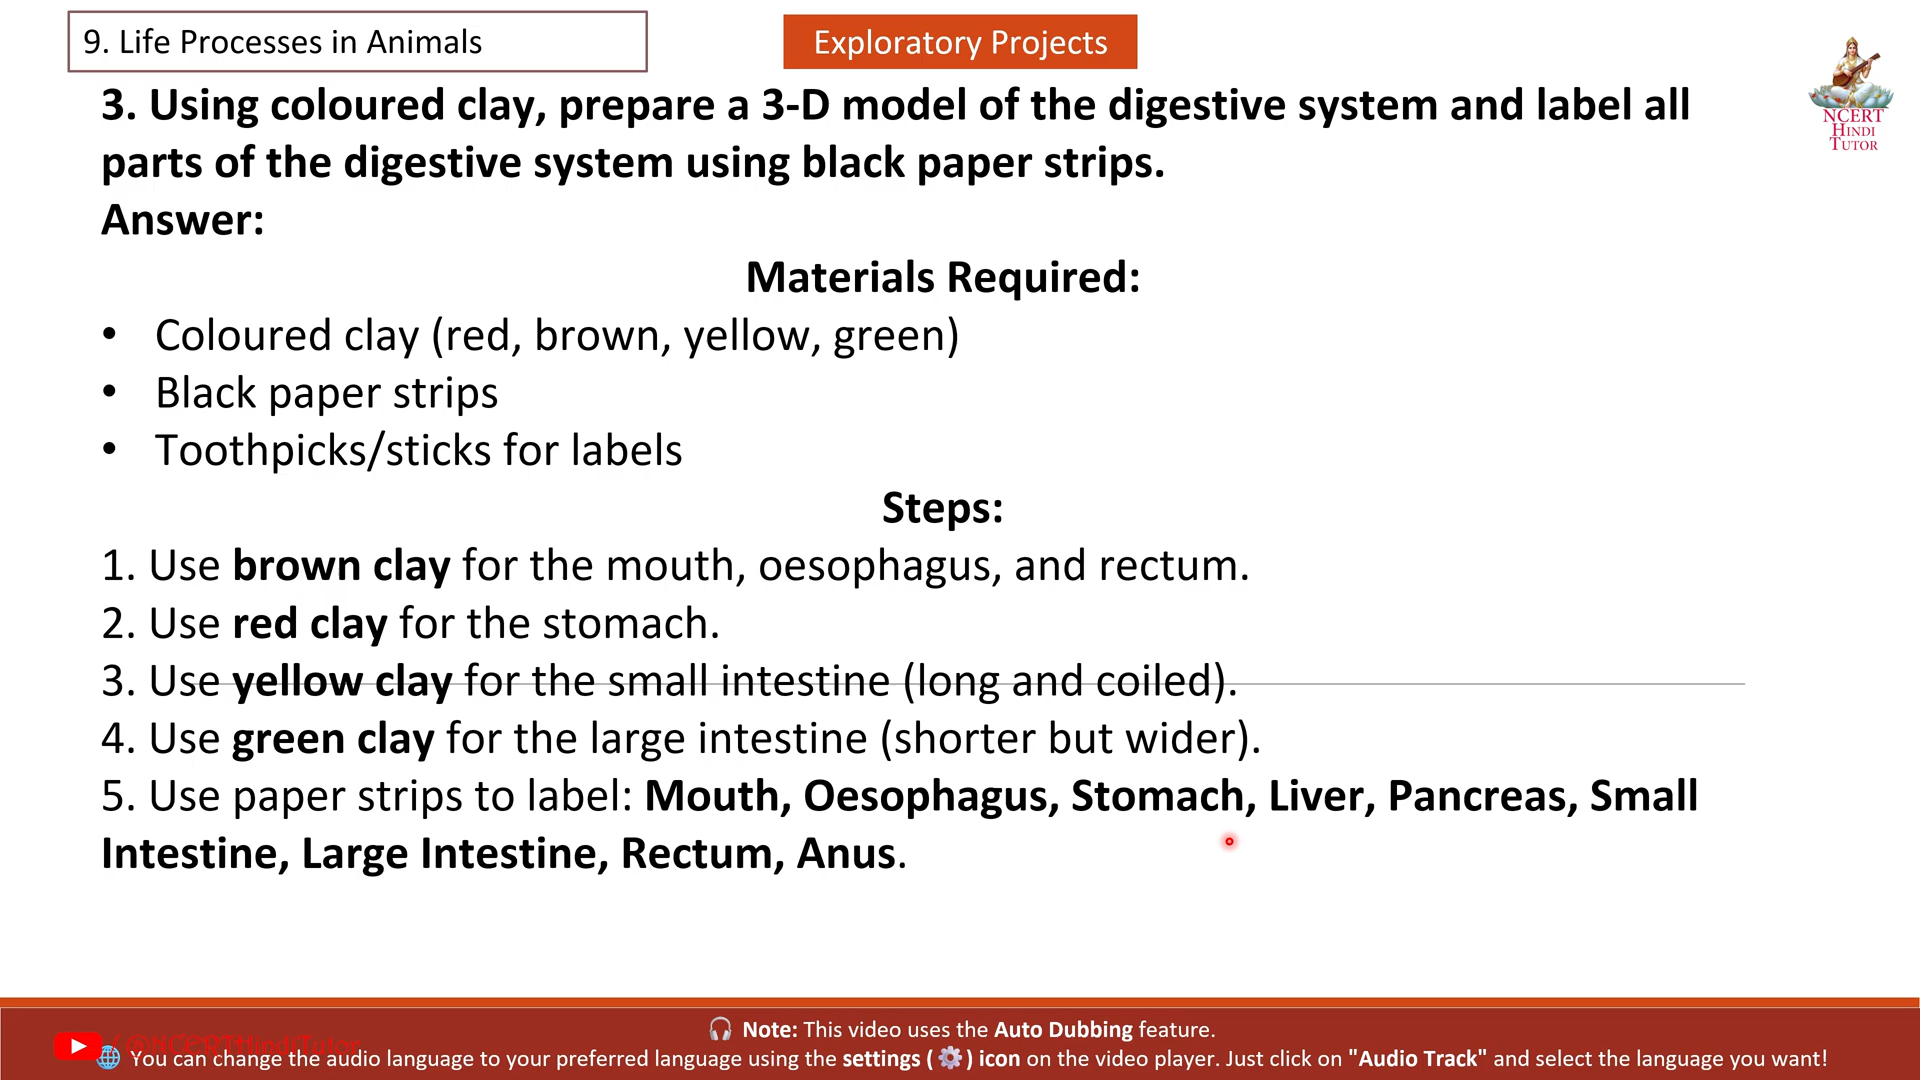 9. Life Processes in Animals
Exploratory Projects
NCERT
HINDI
TUTOR
3. Using coloured clay, prepare a 3-D model of the digestive system and label all
parts of the digestive system using black paper strips.
Answer:
Materials Required:
• Coloured clay (red, brown, yellow, green)
• Black paper strips
• Toothpicks/sticks for labels
Steps:
1. Use brown clay for the mouth, oesophagus, and rectum.
2. Use red clay for the stomach.
3. Use yellow clay for the small intestine (long and coiled).
4. Use green clay for the large intestine (shorter but wider).
5. Use paper strips to label: Mouth, Oesophagus, Stomach, Liver, Pancreas, Small
Intestine, Large Intestine, Rectum, Anus.
🎧 Note: This video uses the Auto Dubbing feature.
🌐 You can change the audio language to your preferred language using the settings (⚙️) icon on the video player. Just click on "Audio Track" and select the language you want!